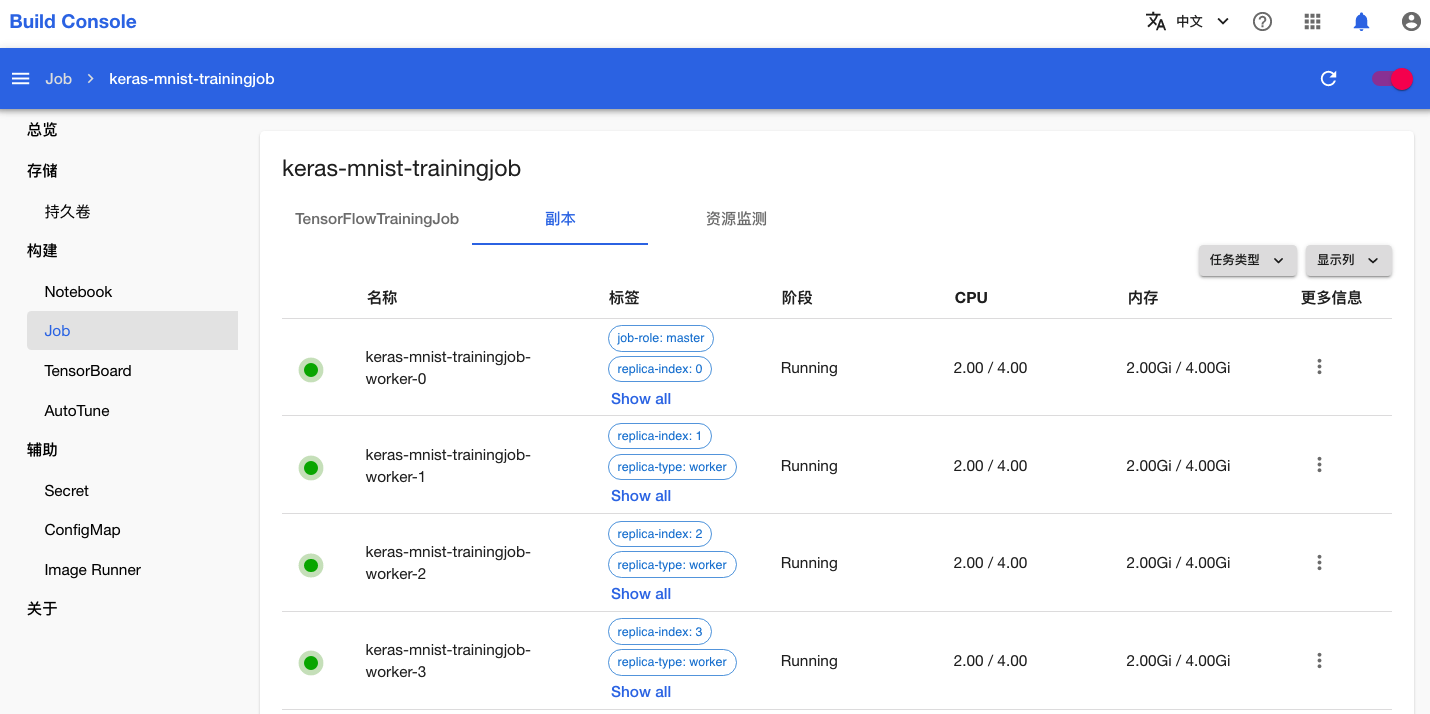 Build Console
中文
Job
keras-mnist-trainingjob
总览
存储
持久卷
构建
Notebook
Job
TensorBoard
AutoTune
辅助
Secret
ConfigMap
Image Runner
关于
keras-mnist-trainingjob
TensorFlowTrainingJob 副本 资源监测
任务类型 显示列
名称 标签 阶段 CPU 内存 更多信息
keras-mnist-trainingjob-
worker-0
job-role: master
replica-index: 0
Show all
Running 2.00 / 4.00 2.00Gi / 4.00Gi
keras-mnist-trainingjob-
worker-1
replica-index: 1
replica-type: worker
Show all
Running 2.00 / 4.00 2.00Gi / 4.00Gi
keras-mnist-trainingjob-
worker-2
replica-index: 2
replica-type: worker
Show all
Running 2.00 / 4.00 2.00Gi / 4.00Gi
keras-mnist-trainingjob-
worker-3
replica-index: 3
replica-type: worker
Show all
Running 2.00 / 4.00 2.00Gi / 4.00Gi